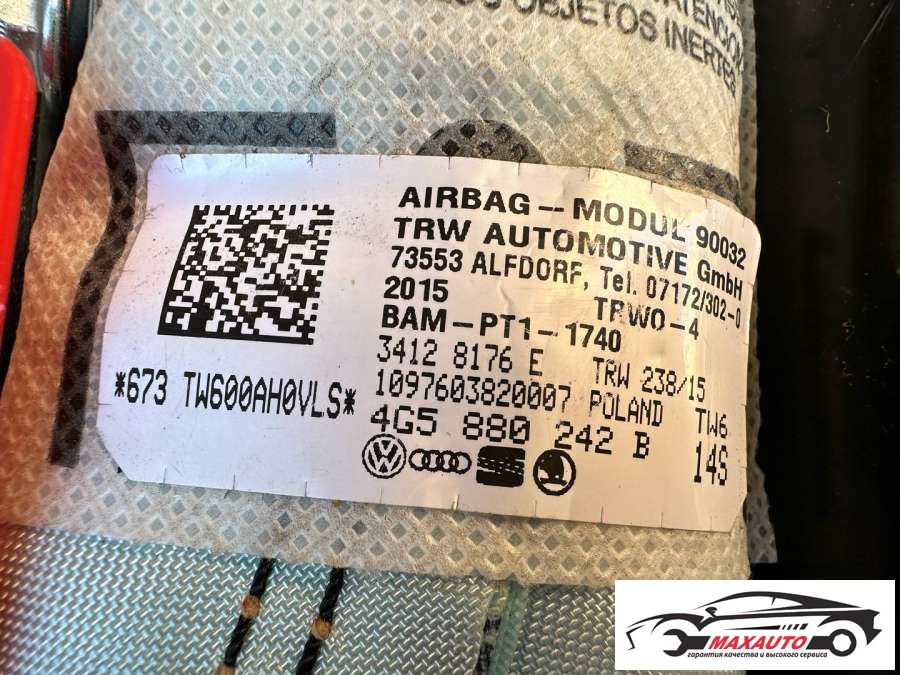 OBJETOS INERTES
AIRBAG -- MODUL 90032
TRW AUTOMOTIVE GmbH
73553 ALFDORF, Tel. 07172/302-0
2015 TRWO-4
BAM-PT1-1740
3412 8176 E TRW 238/15
1097603820007 POLAND TW6
*673 TW600AH0VLS*
4G5 880 242 B 14S
MAXAUTO
гарантия качества и высокого сервиса